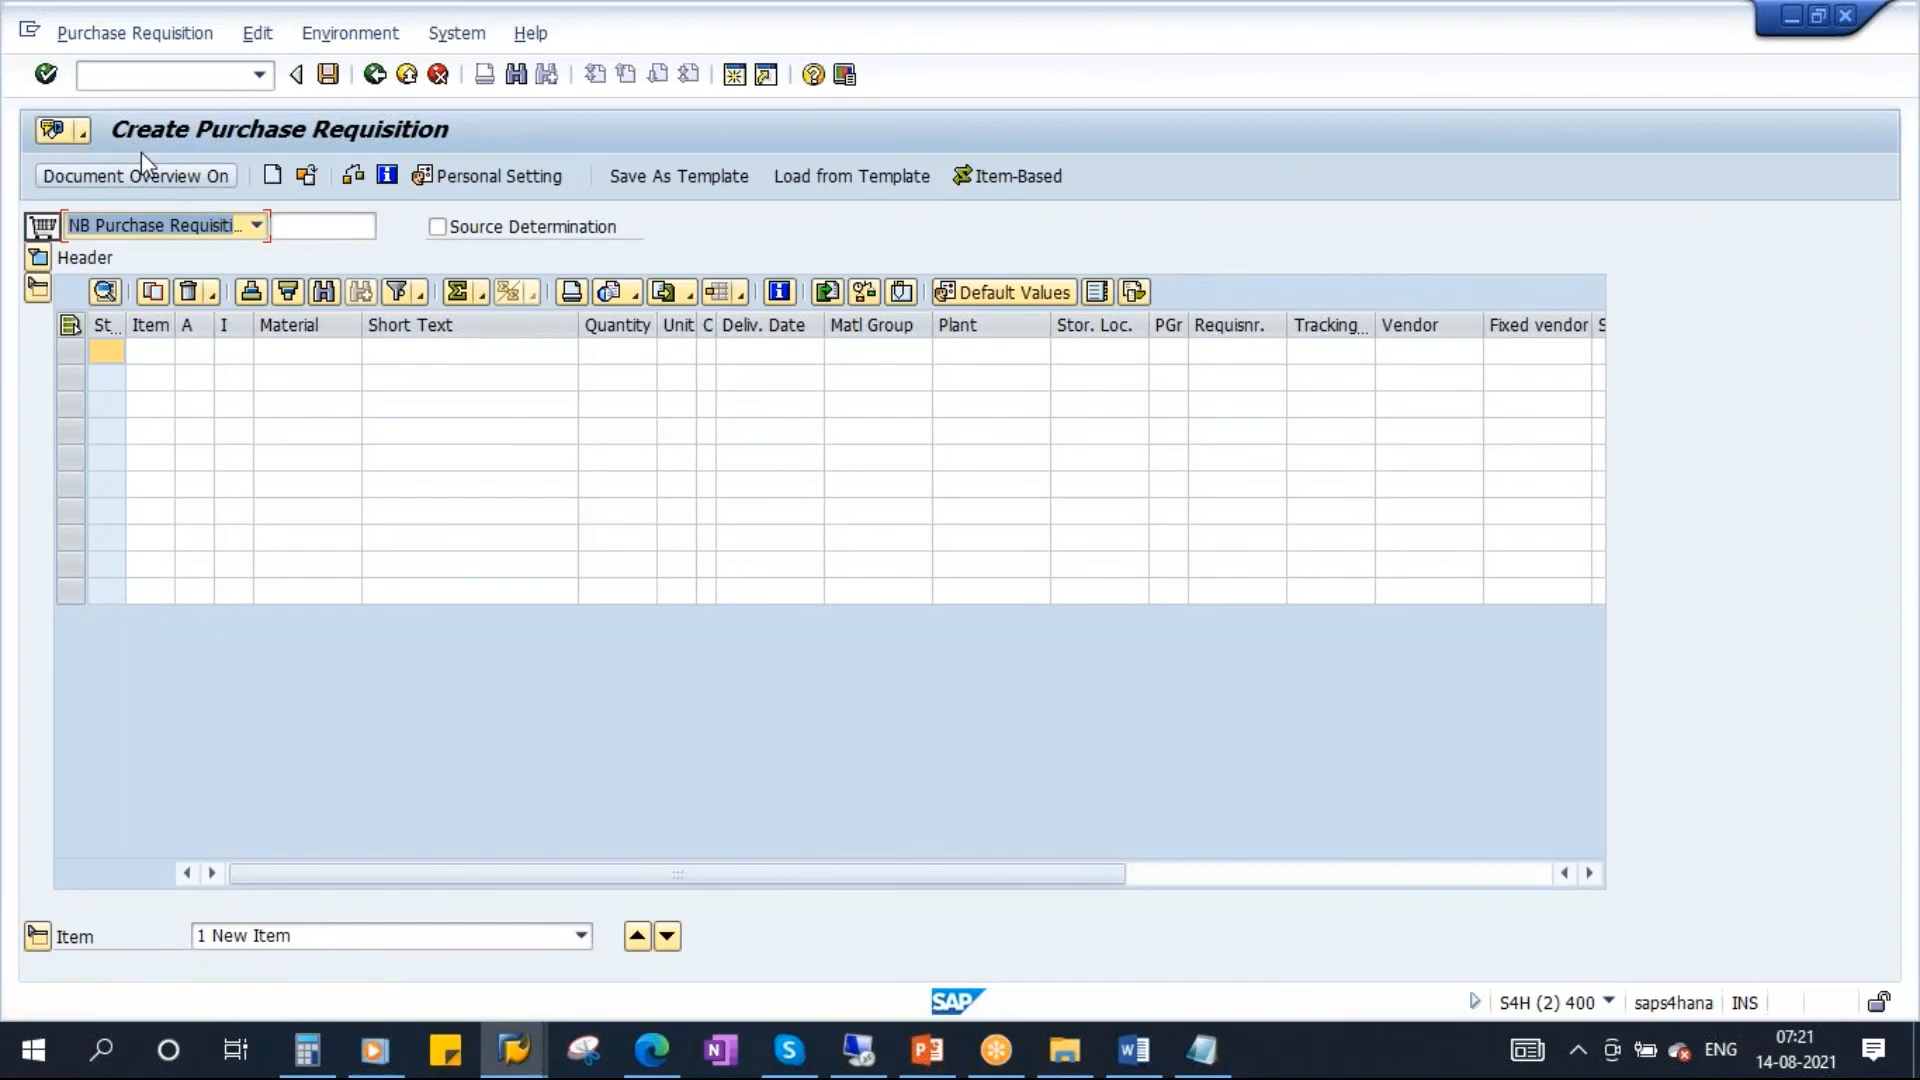 Purchase Requisition Edit Environment System Help
Create Purchase Requisition
Document Overview On Personal Setting Save As Template Load from Template Item-Based
NB Purchase Requisiti... Source Determination
Header
Default Values
St... Item A I Material Short Text Quantity Unit C Deliv. Date Matl Group Plant Stor. Loc. PGr Requisnr. Tracking... Vendor Fixed vendor S
Item 1 New Item
SAP S4H (2) 400 saps4hana INS
07:21
ENG
14-08-2021